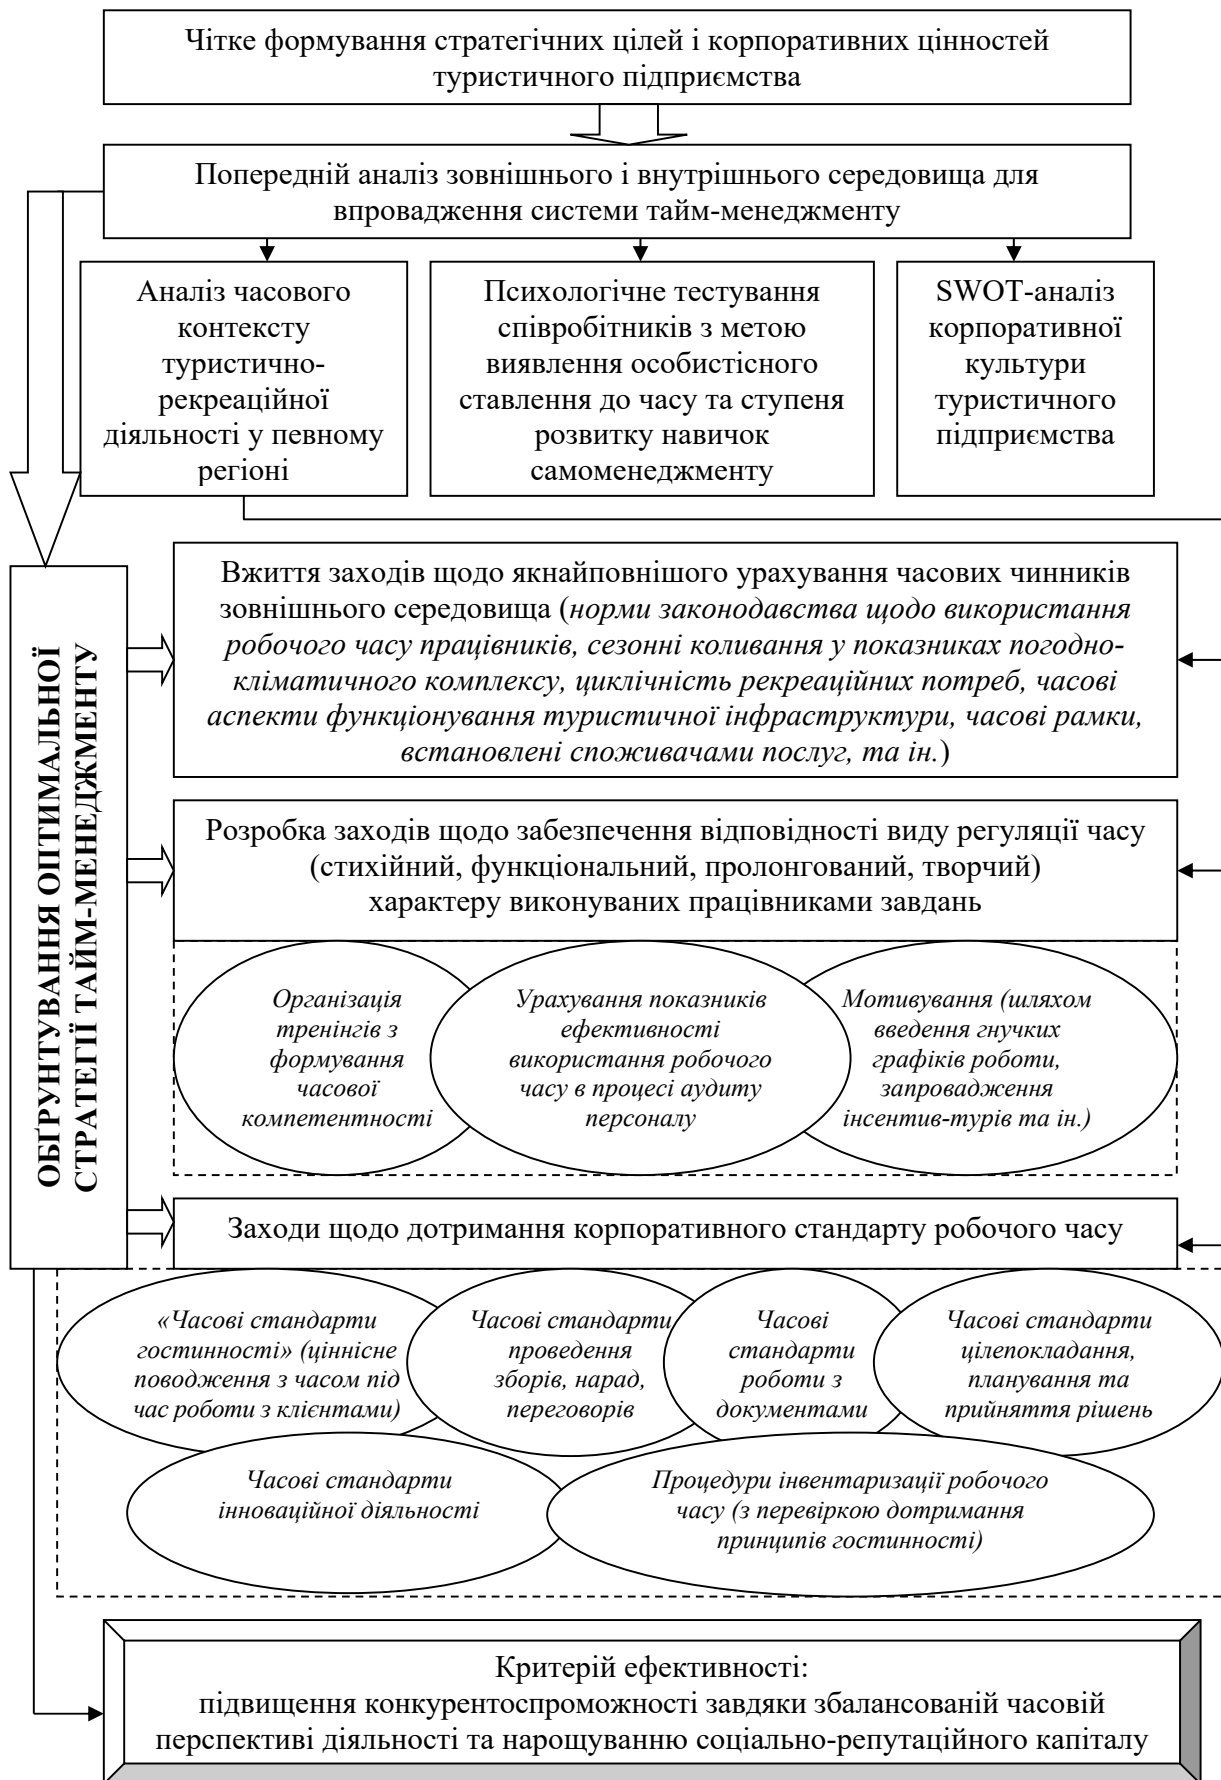 Чітке формування стратегічних цілей і корпоративних цінностей
туристичного підприємства
Попередній аналіз зовнішнього і внутрішнього середовища для
впровадження системи тайм-менеджменту
Аналіз часового
контексту
туристично-
рекреаційної
діяльності у певному
регіоні
Психологічне тестування
співробітників з метою
виявлення особистісного
ставлення до часу та ступеня
розвитку навичок
самоменеджменту
SWOT-аналіз
корпоративної
культури
туристичного
підприємства
ОБҐРУНТУВАННЯ ОПТИМАЛЬНОЇ
СТРАТЕГІЇ ТАЙМ-МЕНЕДЖМЕНТУ
Вжиття заходів щодо якнайповнішого урахування часових чинників
зовнішнього середовища (норми законодавства щодо використання
робочого часу працівників, сезонні коливання у показниках погодно-
кліматичного комплексу, циклічність рекреаційних потреб, часові
аспекти функціонування туристичної інфраструктури, часові рамки,
встановлені споживачами послуг, та ін.)
Розробка заходів щодо забезпечення відповідності виду регуляції часу
(стихійний, функціональний, пролонгований, творчий)
характеру виконуваних працівниками завдань
Організація
тренінгів з
формування
часової
компетентності
Урахування показників
ефективності
використання робочого
часу в процесі аудиту
персоналу
Мотивування (шляхом
введення гнучких
графіків роботи,
запровадження
інсентив-турів та ін.)
Заходи щодо дотримання корпоративного стандарту робочого часу
«Часові стандарти
гостинності» (ціннісне
поводження з часом під
час роботи з клієнтами)
Часові стандарти
проведення
зборів, нарад,
переговорів
Часові
стандарти
роботи з
документами
Часові стандарти
цілепокладання,
планування та
прийняття рішень
Часові стандарти
інноваційної діяльності
Процедури інвентаризації робочого
часу (з перевіркою дотримання
принципів гостинності)
Критерій ефективності:
підвищення конкурентоспроможності завдяки збалансованій часовій
перспективі діяльності та нарощуванню соціально-репутаційного капіталу